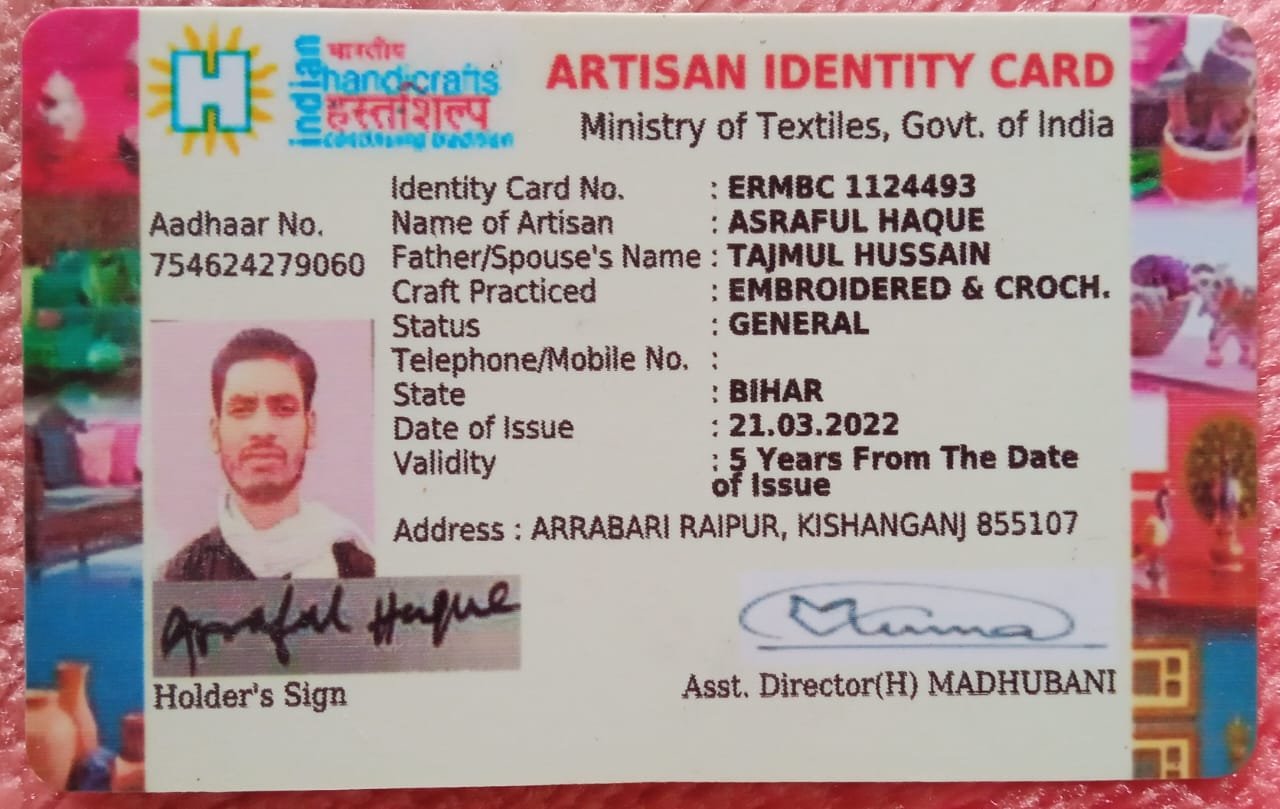 भारतीय
Indian handicrafts
हस्तशिल्प
ARTISAN IDENTITY CARD
Ministry of Textiles, Govt. of India
Aadhaar No.
754624279060
Identity Card No. : ERMBC 1124493
Name of Artisan : ASRAFUL HAQUE
Father/Spouse's Name : TAJMUL HUSSAIN
Craft Practiced : EMBROIDERED & CROCH.
Status : GENERAL
Telephone/Mobile No. :
State : BIHAR
Date of Issue : 21.03.2022
Validity : 5 Years From The Date
of Issue
Address : ARRABARI RAIPUR, KISHANGANJ 855107
Holder's Sign
Asst. Director(H) MADHUBANI